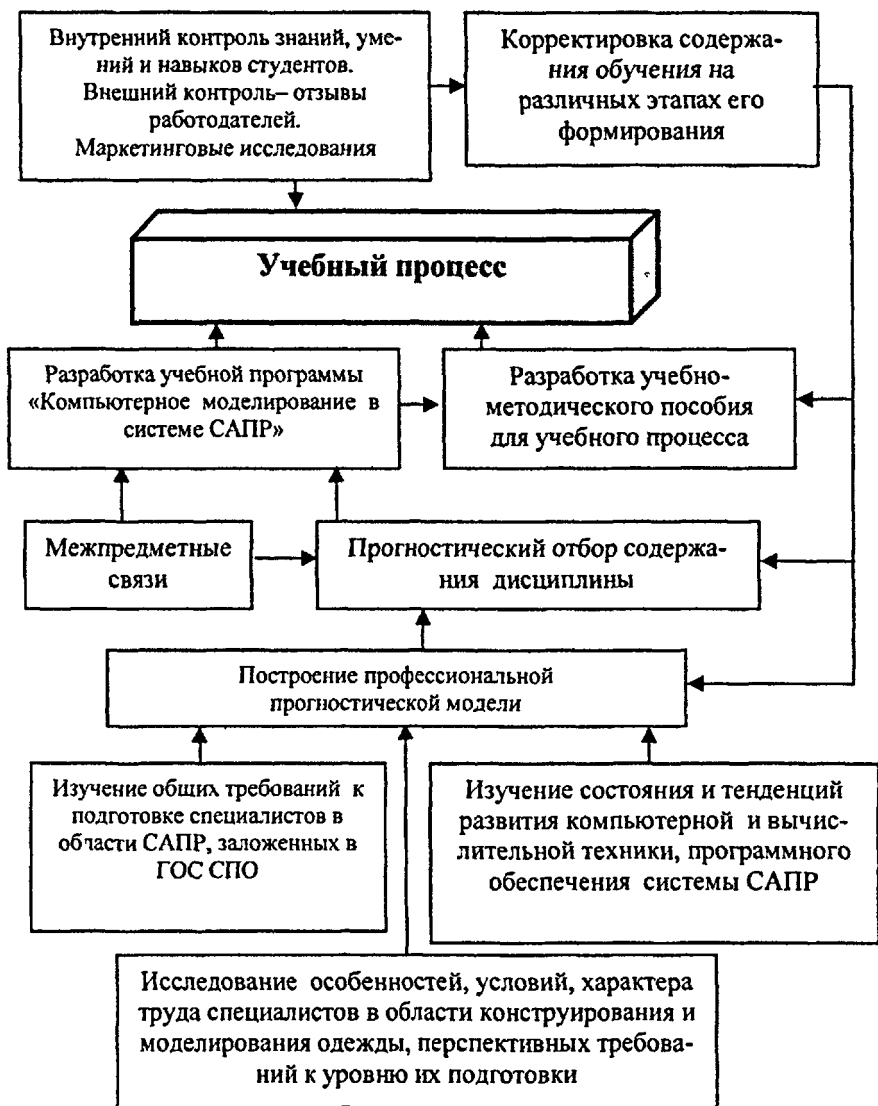 Внутренний контроль знаний, уме-
ний и навыков студентов.
Внешний контроль– отзывы
работодателей.
Маркетинговые исследования
Корректировка содержа-
ния обучения на
различных этапах его
формирования
Учебный процесс
Разработка учебной программы
«Компьютерное моделирование в
системе САПР»
Разработка учебно-
методического пособия
для учебного процесса
Межпредметные
связи
Прогностический отбор содержа-
ния дисциплины
Построение профессиональной
прогностической модели
Изучение общих требований к
подготовке специалистов в
области САПР, заложенных в
ГОС СПО
Изучение состояния и тенденций
развития компьютерной и вычис-
лительной техники, программного
обеспечения системы САПР
Исследование особенностей, условий, характера
труда специалистов в области конструирования и
моделирования одежды, перспективных требова-
ний к уровню их подготовки